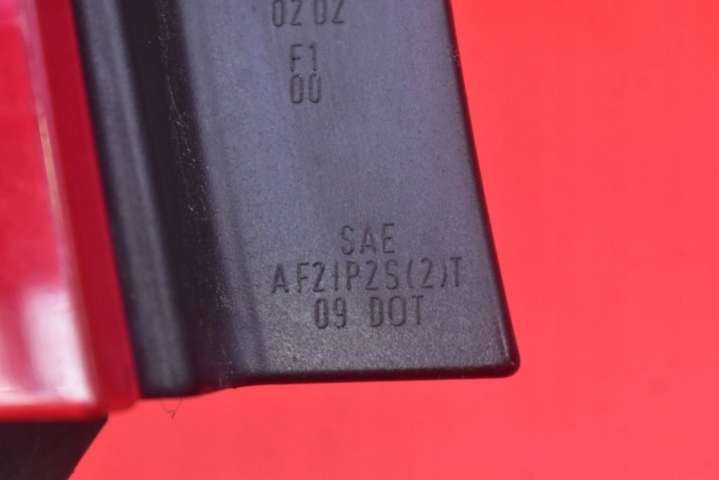 02 02
F1
00
SAE
AF2IP2S(2)T
09 DOT